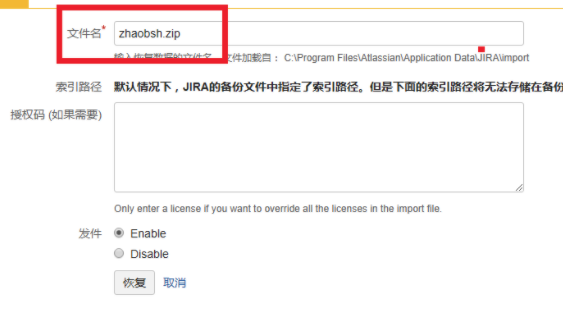 文件名*
zhaobsh.zip
输入恢复数据的文件名。文件加载自： C:\Program Files\Atlassian\Application Data\JIRA\import
索引路径 默认情况下，JIRA的备份文件中指定了索引路径。但是下面的索引路径将无法存储在备份
授权码 (如果需要)
Only enter a license if you want to override all the licenses in the import file.
发件 Enable
Disable
恢复 取消